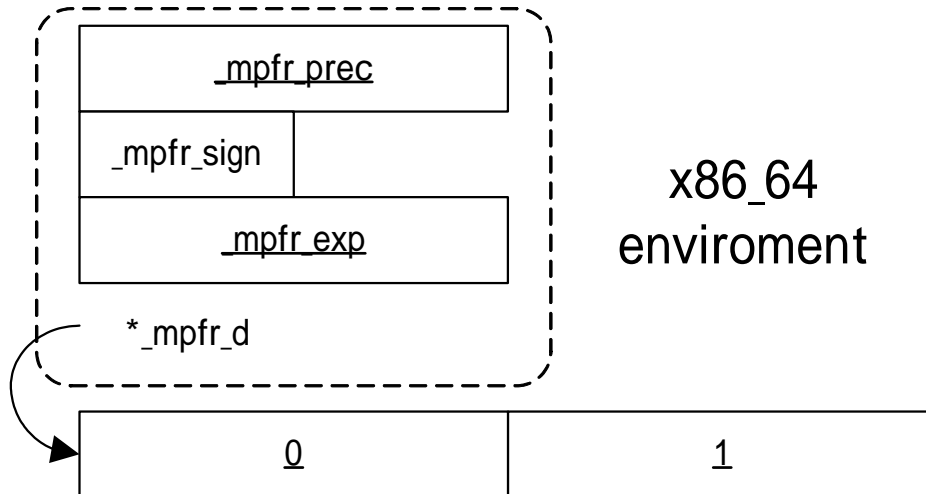 _mpfr_prec
_mpfr_sign
_mpfr_exp
*_mpfr_d
x86_64
enviroment
0
1